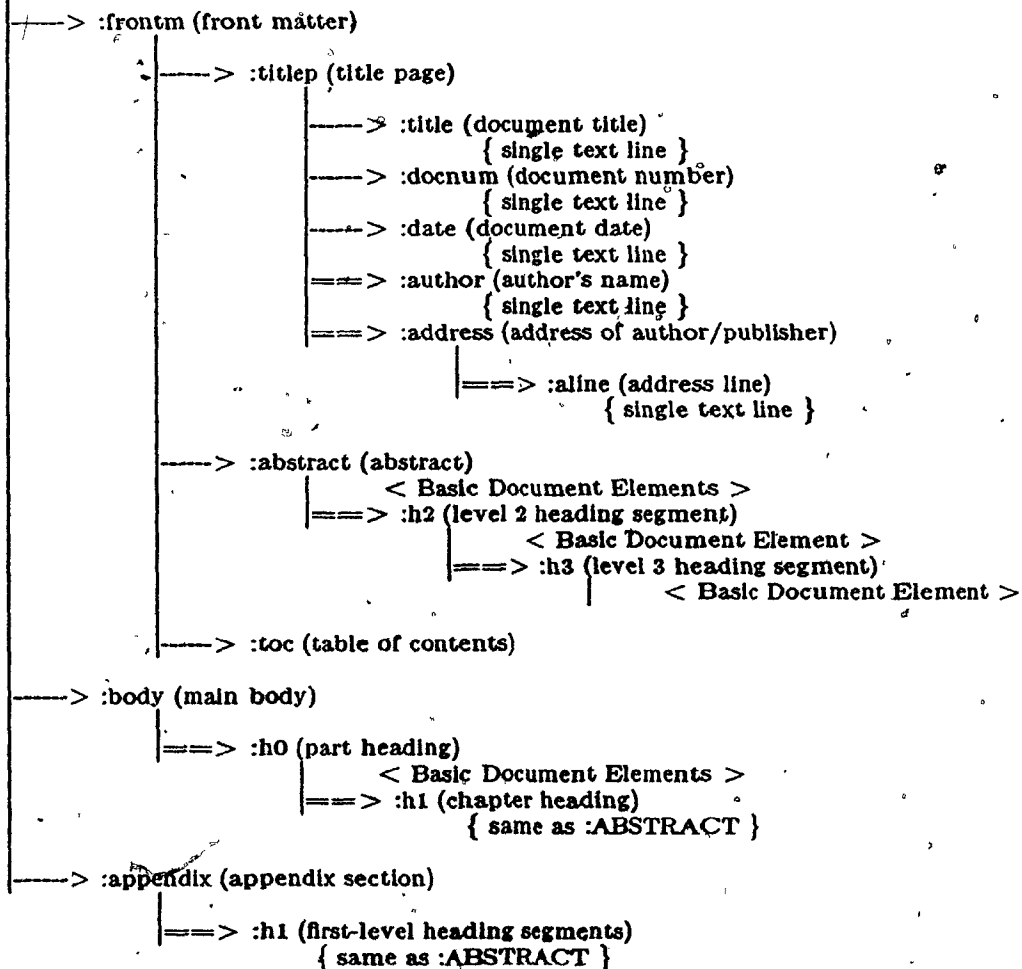 ----> :frontm (front matter)
----> :titlep (title page)
----> :title (document title)
{ single text line }
----> :docnum (document number)
{ single text line }
----> :date (document date)
{ single text line }
===> :author (author's name)
{ single text line }
===> :address (address of author/publisher)
===> :aline (address line)
{ single text line }
----> :abstract (abstract)
< Basic Document Elements >
===> :h2 (level 2 heading segment)
< Basic Document Element >
===> :h3 (level 3 heading segment)
< Basic Document Element >
----> :toc (table of contents)
----> :body (main body)
===> :h0 (part heading)
< Basic Document Elements >
===> :h1 (chapter heading)
{ same as :ABSTRACT }
----> :appendix (appendix section)
===> :h1 (first-level heading segments)
{ same as :ABSTRACT }